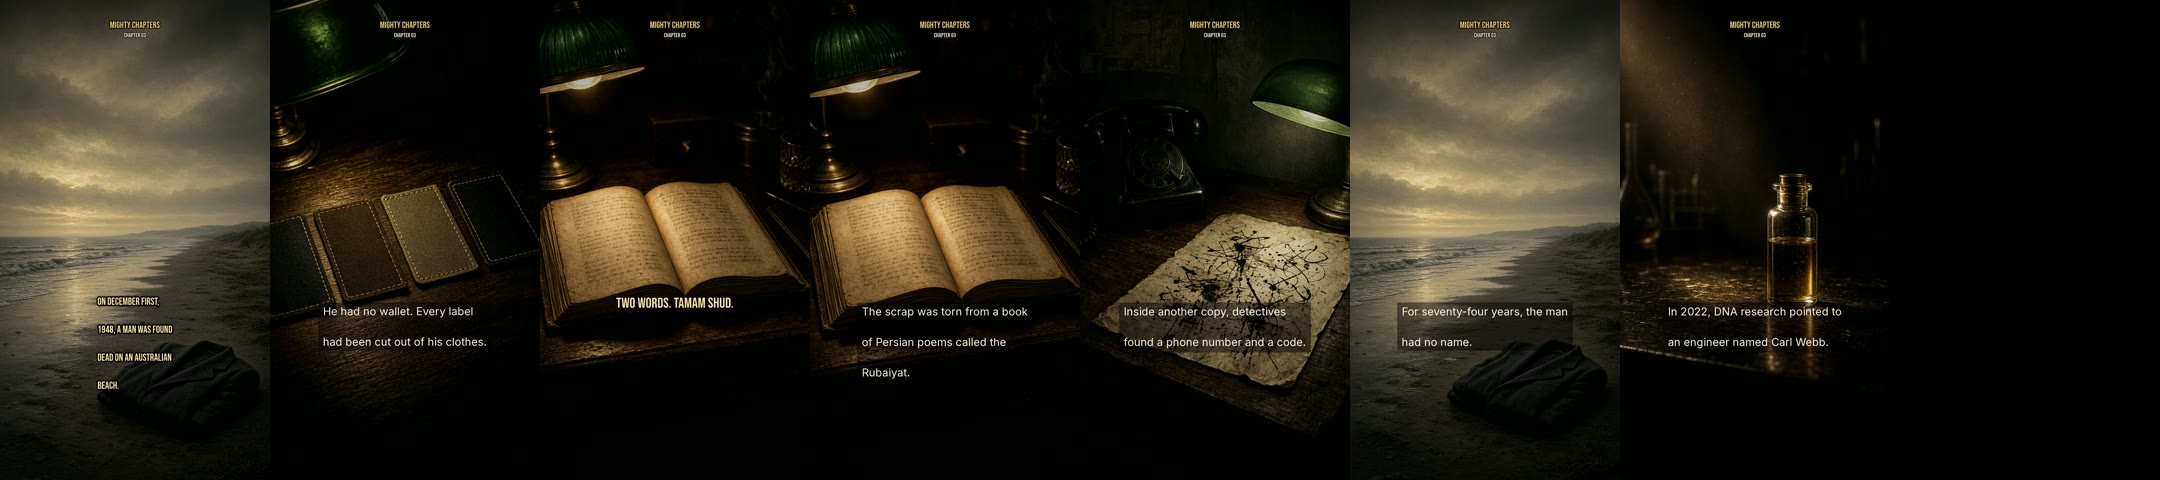 MIGHTY CHAPTERS
CHAPTER 03
ON DECEMBER FIRST,
1948, A MAN WAS FOUND
DEAD ON AN AUSTRALIAN
BEACH.
MIGHTY CHAPTERS
CHAPTER 03
He had no wallet. Every label
had been cut out of his clothes.
MIGHTY CHAPTERS
CHAPTER 03
TWO WORDS. TAMAM SHUD.
MIGHTY CHAPTERS
CHAPTER 03
The scrap was torn from a book
of Persian poems called the
Rubaiyat.
MIGHTY CHAPTERS
CHAPTER 03
Inside another copy, detectives
found a phone number and a code.
MIGHTY CHAPTERS
CHAPTER 03
For seventy-four years, the man
had no name.
MIGHTY CHAPTERS
CHAPTER 03
In 2022, DNA research pointed to
an engineer named Carl Webb.